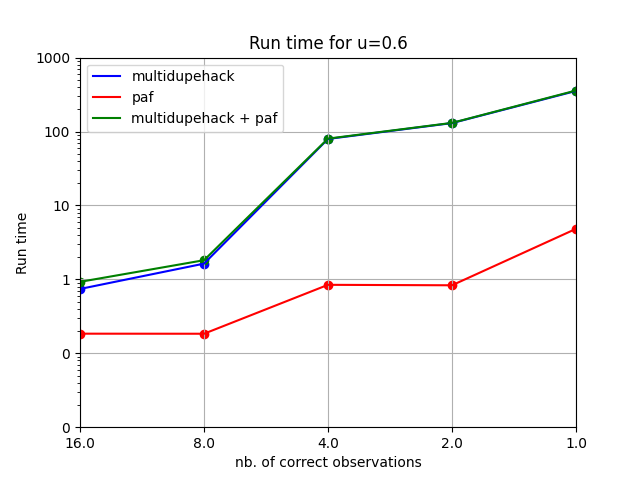 Run time for u=0.6
1000
100
10
1
0
0
Run time
multidupehack
paf
multidupehack + paf
16.0 8.0 4.0 2.0 1.0
nb. of correct observations